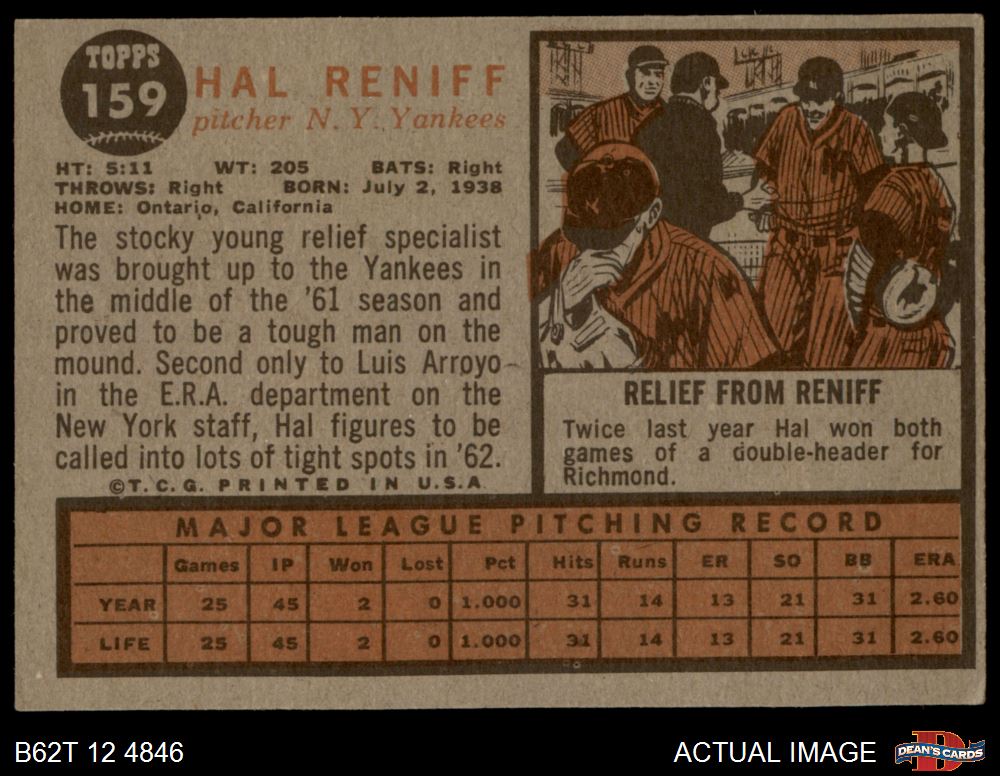 TOPPS
159
HAL RENIFF
pitcher N. Y. Yankees
HT: 5:11 WT: 205 BATS: Right
THROWS: Right BORN: July 2, 1938
HOME: Ontario, California
The stocky young relief specialist
was brought up to the Yankees in
the middle of the '61 season and
proved to be a tough man on the
mound. Second only to Luis Arroyo
in the E.R.A. department on the
New York staff, Hal figures to be
called into lots of tight spots in '62.
©T.C.G. PRINTED IN U.S.A.
RELIEF FROM RENIFF
Twice last year Hal won both
games of a double-header for
Richmond.
MAJOR LEAGUE PITCHING RECORD
Games IP Won Lost Pct Hits Runs ER SO BB ERA
YEAR 25 45 2 0 1.000 31 14 13 21 31 2.60
LIFE 25 45 2 0 1.000 31 14 13 21 31 2.60
B62T 12 4846
ACTUAL IMAGE
DEAN'S CARDS